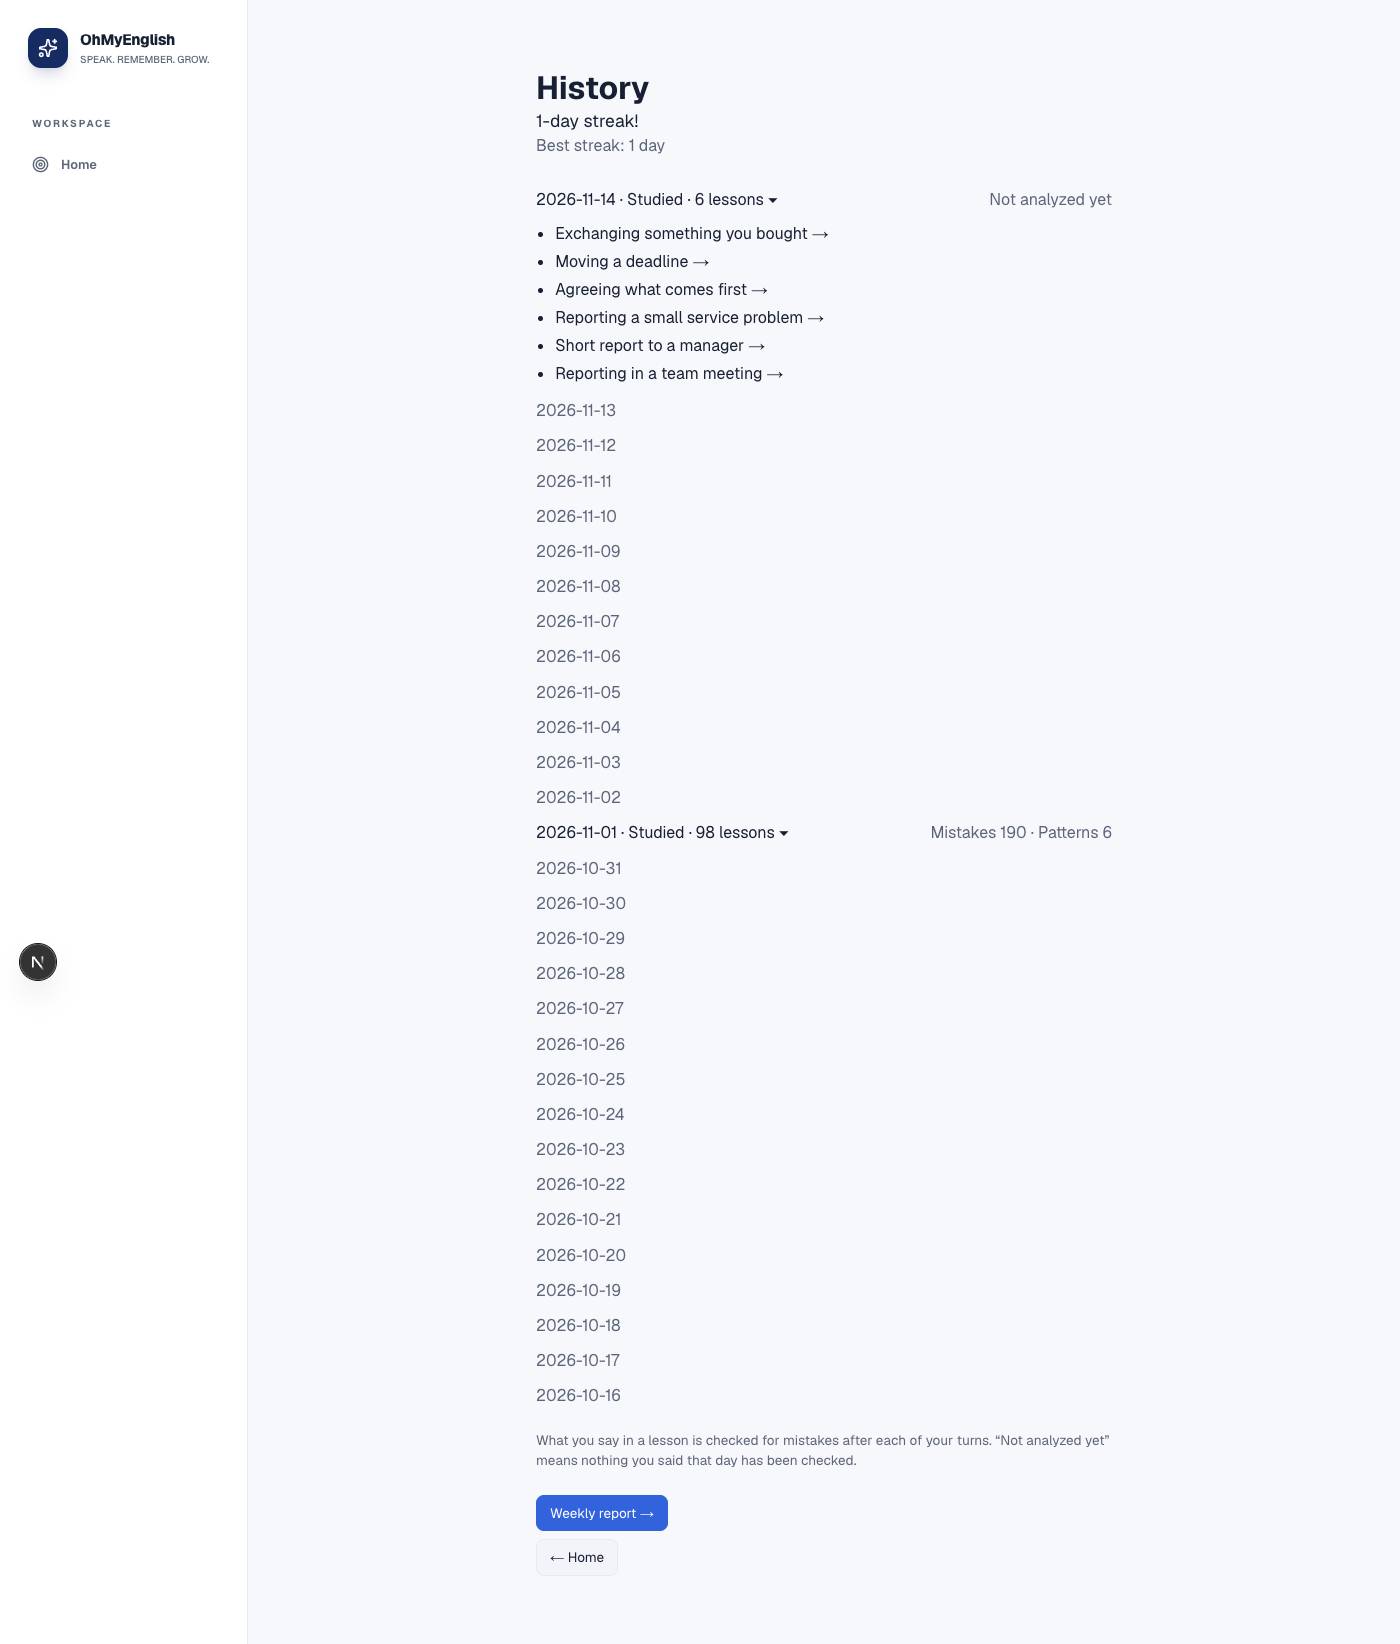 OhMyEnglish
SPEAK. REMEMBER. GROW.
WORKSPACE
Home
History
1-day streak!
Best streak: 1 day
2026-11-14 · Studied · 6 lessons
Not analyzed yet
Exchanging something you bought →
Moving a deadline →
Agreeing what comes first →
Reporting a small service problem →
Short report to a manager →
Reporting in a team meeting →
2026-11-13
2026-11-12
2026-11-11
2026-11-10
2026-11-09
2026-11-08
2026-11-07
2026-11-06
2026-11-05
2026-11-04
2026-11-03
2026-11-02
2026-11-01 · Studied · 98 lessons
Mistakes 190 · Patterns 6
2026-10-31
2026-10-30
2026-10-29
2026-10-28
2026-10-27
2026-10-26
2026-10-25
2026-10-24
2026-10-23
2026-10-22
2026-10-21
2026-10-20
2026-10-19
2026-10-18
2026-10-17
2026-10-16
What you say in a lesson is checked for mistakes after each of your turns. “Not analyzed yet”
means nothing you said that day has been checked.
Weekly report →
← Home
N